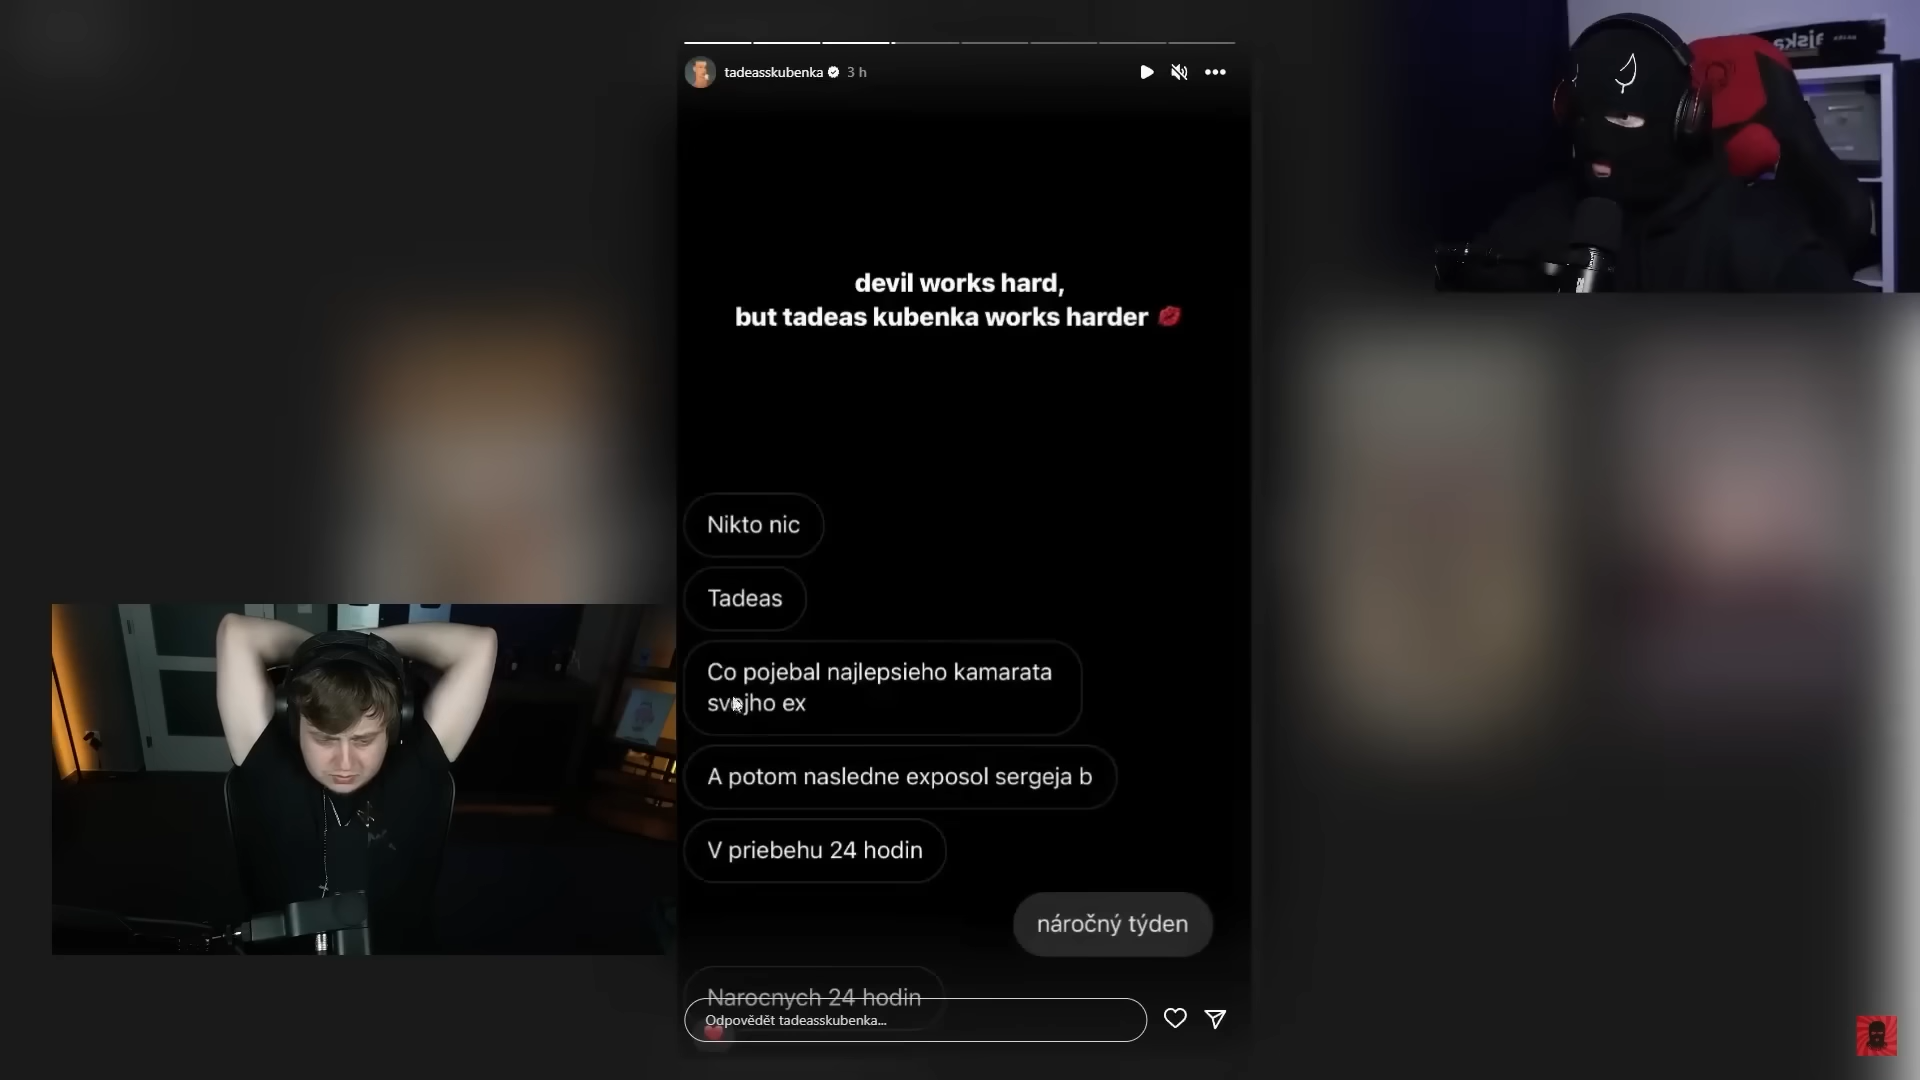 tadeasskubenka 3 h
devil works hard,
but tadeas kubenka works harder 💋
Nikto nic
Tadeas
Co pojebal najlepsieho kamarata
svojho ex
A potom nasledne exposol sergeja b
V priebehu 24 hodin
náročný týden
Narocnych 24 hodin
Odpovědět tadeasskubenka...